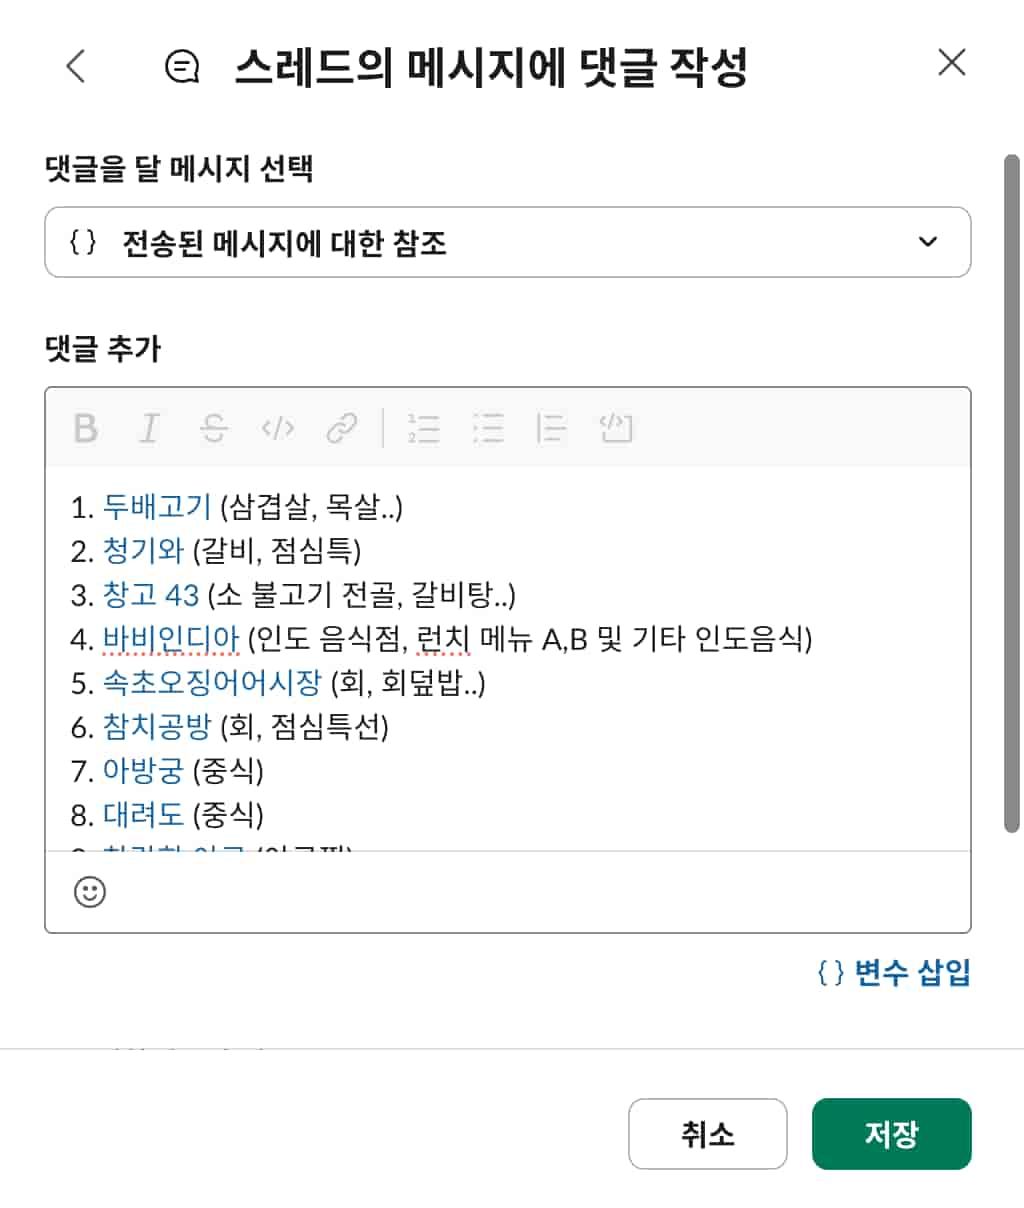 스레드의 메시지에 댓글 작성
댓글을 달 메시지 선택
{ } 전송된 메시지에 대한 참조
댓글 추가
1. 두배고기 (삼겹살, 목살..)
2. 청기와 (갈비, 점심특)
3. 창고 43 (소 불고기 전골, 갈비탕..)
4. 바비인디아 (인도 음식점, 런치 메뉴 A,B 및 기타 인도음식)
5. 속초오징어어시장 (회, 회덮밥..)
6. 참치공방 (회, 점심특선)
7. 아방궁 (중식)
8. 대려도 (중식)
{ } 변수 삽입
취소
저장